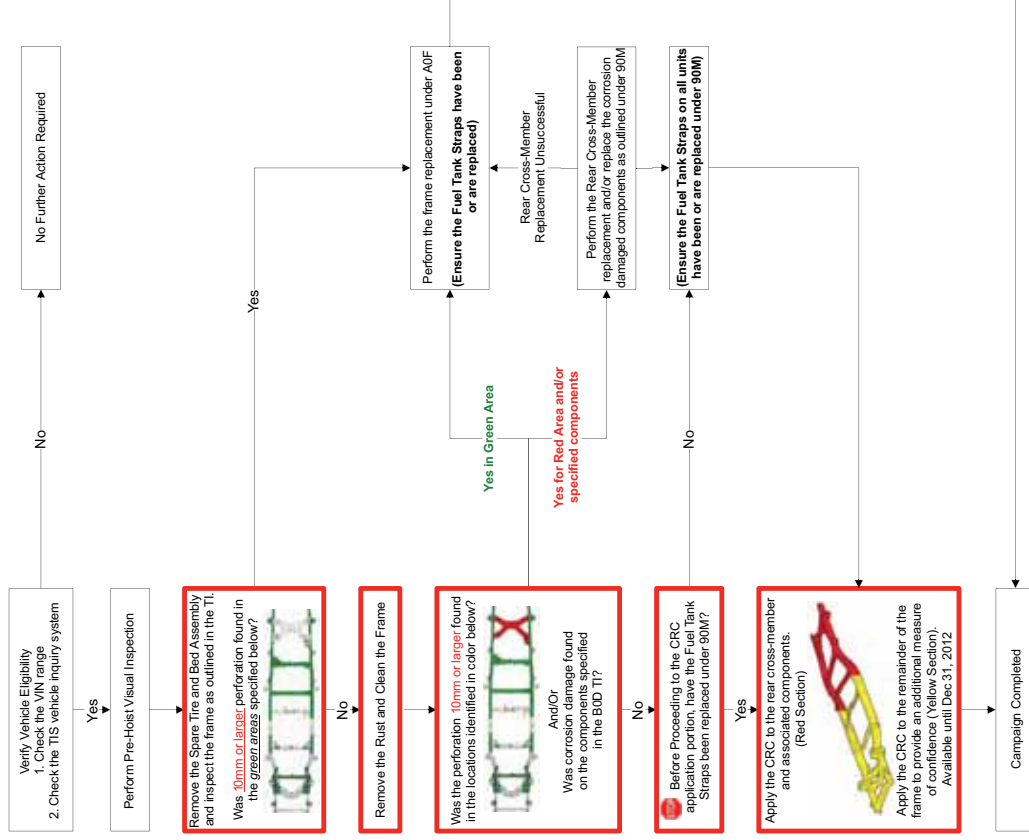 Verify Vehicle Eligibility
1. Check the VIN range
2. Check the TIS vehicle inquiry system
No
No Further Action Required
Yes
Perform Pre-Hoist Visual Inspection
Remove the Spare Tire and Bed Assembly
and inspect the frame as outlined in the TI.
Was 10mm or larger perforation found in
the green areas specified below?
Yes
No
Remove the Rust and Clean the Frame
Was the perforation 10mm or larger found
in the locations identified in color below?
And/Or
Was corrosion damage found
on the components specified
in the B0D TI?
Yes in Green Area
Yes for Red Area and/or
specified components
Perform the frame replacement under A0F
(Ensure the Fuel Tank Straps have been
or are replaced)
Rear Cross-Member
Replacement Unsuccessful
Perform the Rear Cross-Member
replacement and/or replace the corrosion
damaged components as outlined under 90M
No
STOP
Before Proceeding to the CRC
application portion, have the Fuel Tank
Straps been replaced under 90M?
No
(Ensure the Fuel Tank Straps on all units
have been or are replaced under 90M)
Yes
Apply the CRC to the rear cross-member
and associated components.
(Red Section)
Apply the CRC to the remainder of the
frame to provide an additional measure
of confidence (Yellow Section).
Available until Dec 31, 2012
Campaign Completed